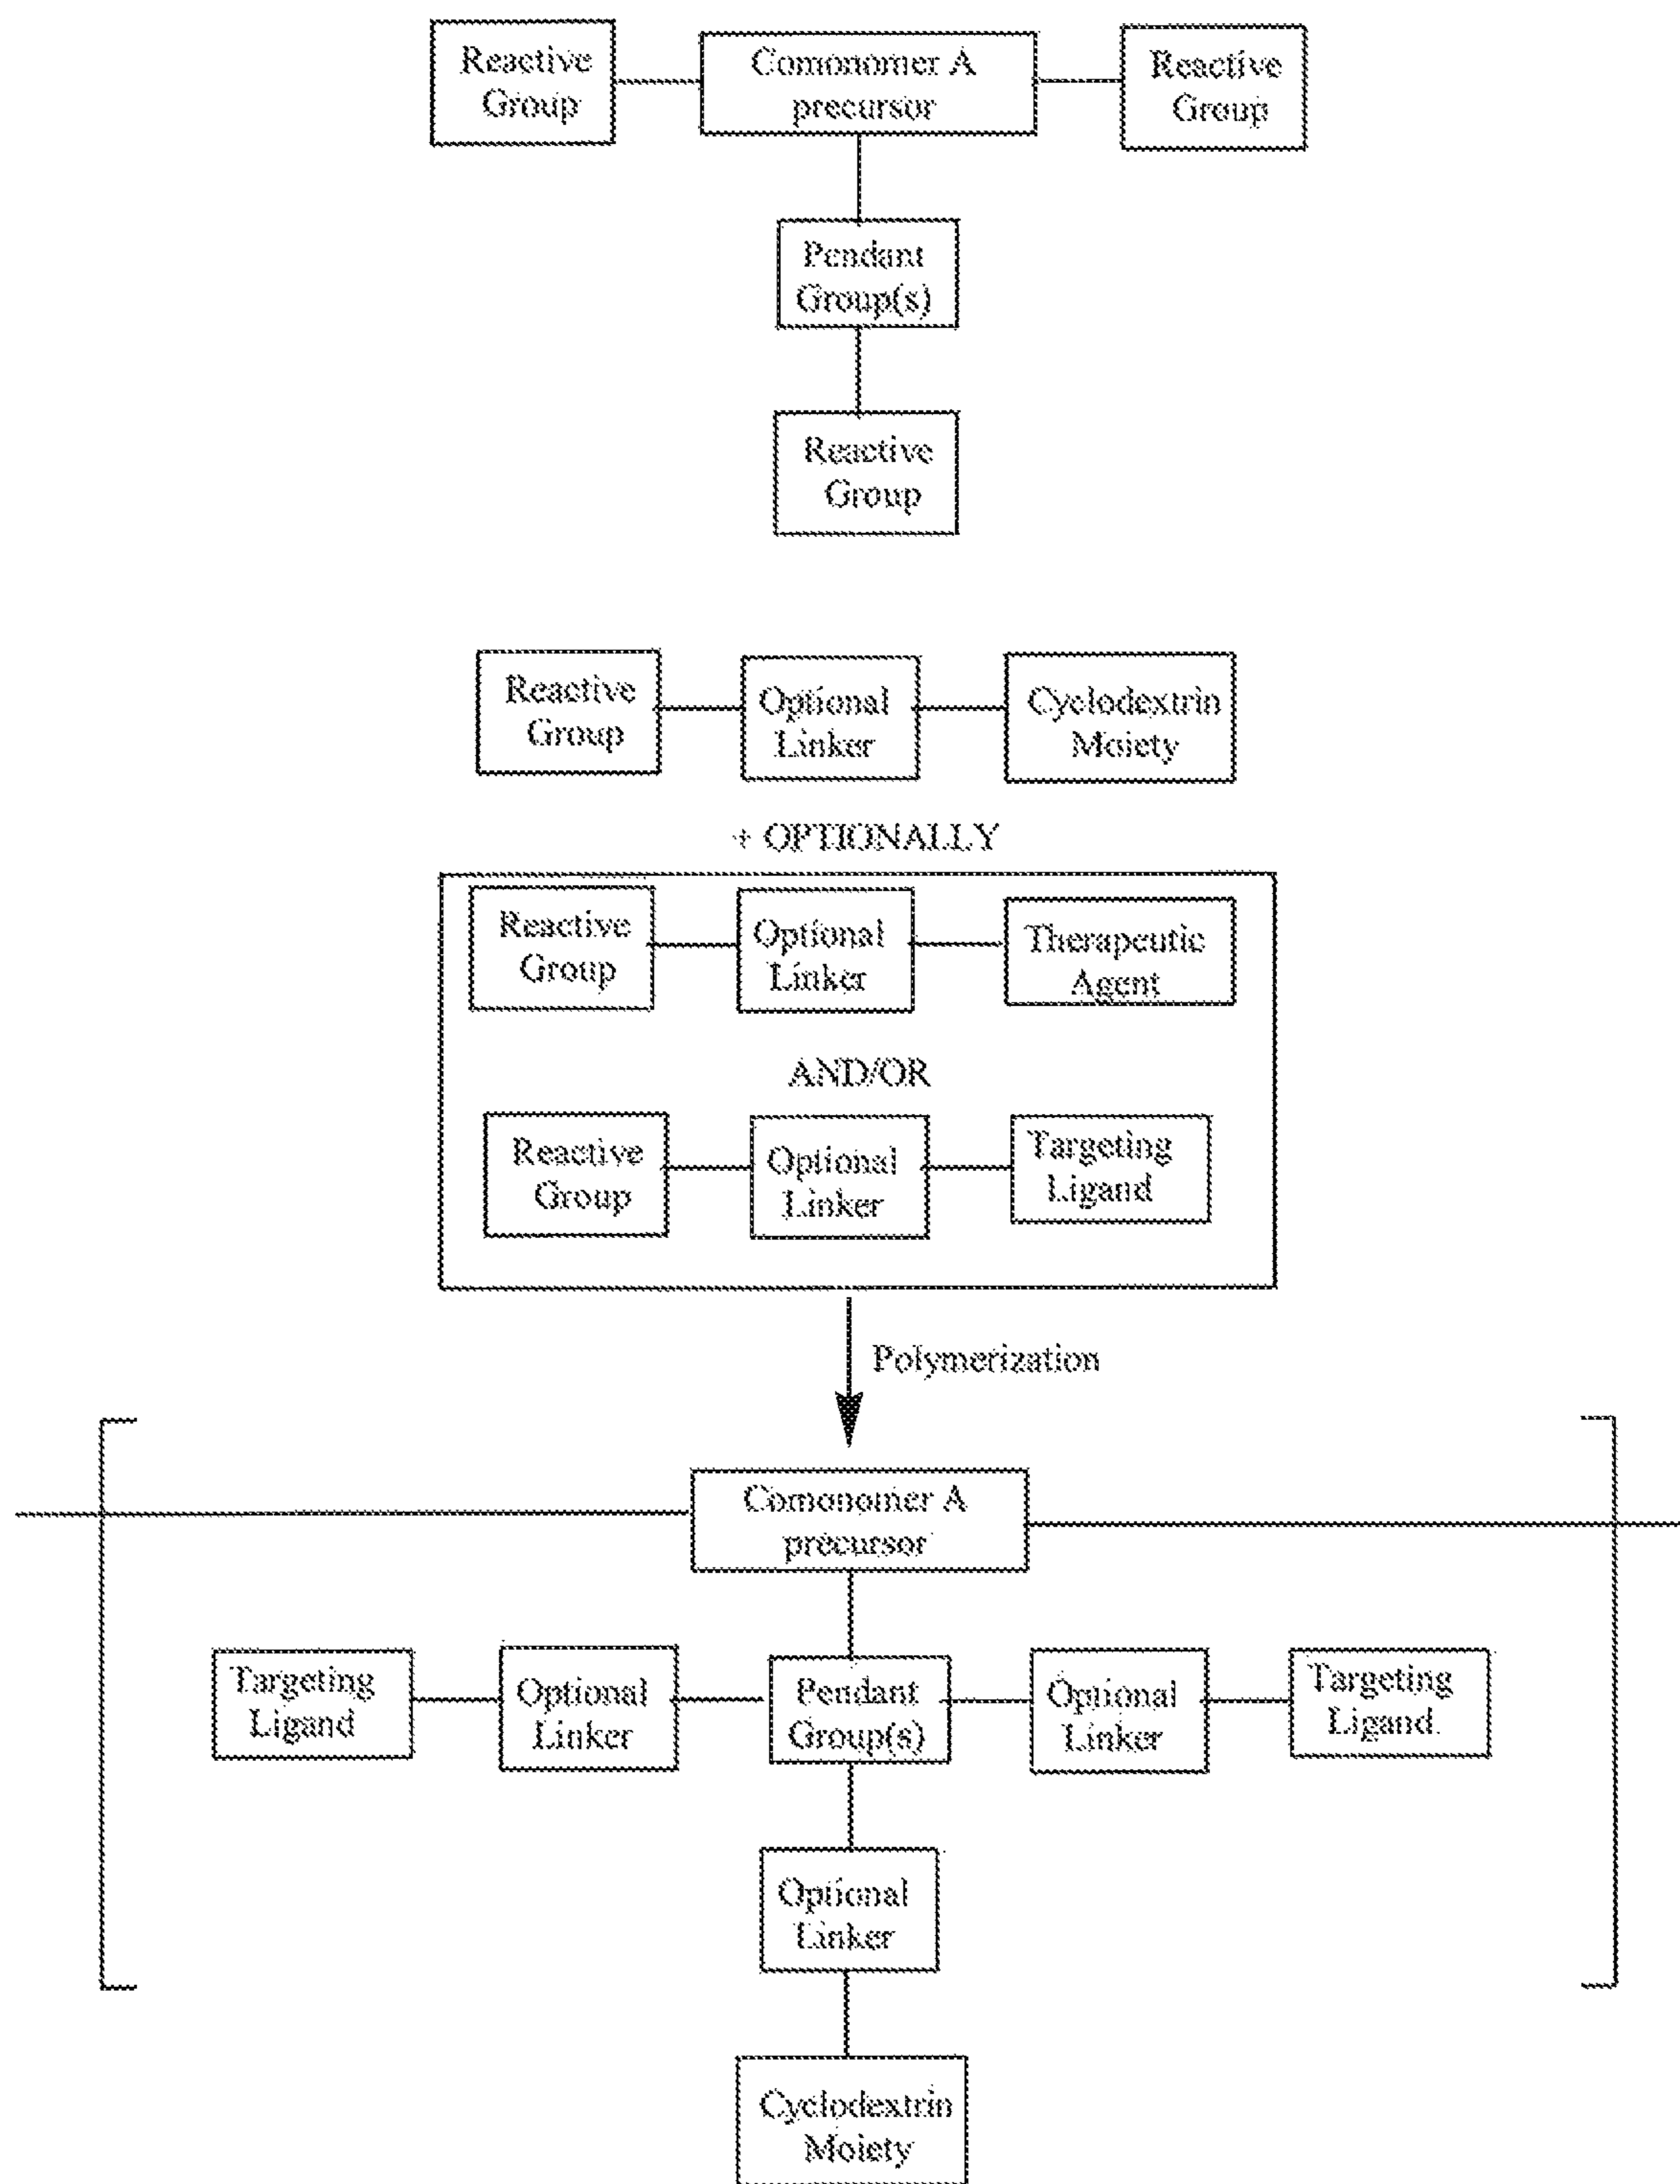 Reactive Group
Comonomer A precursor
Reactive Group
Pendant Group(s)
Reactive Group
Reactive Group
Optional Linker
Cyclodextrin Moiety
+ OPTIONALLY
Reactive Group
Optional Linker
Therapeutic Agent
AND/OR
Reactive Group
Optional Linker
Targeting Ligand
Polymerization
Comonomer A precursor
Targeting Ligand
Optional Linker
Pendant Group(s)
Optional Linker
Targeting Ligand
Optional Linker
Cyclodextrin Moiety